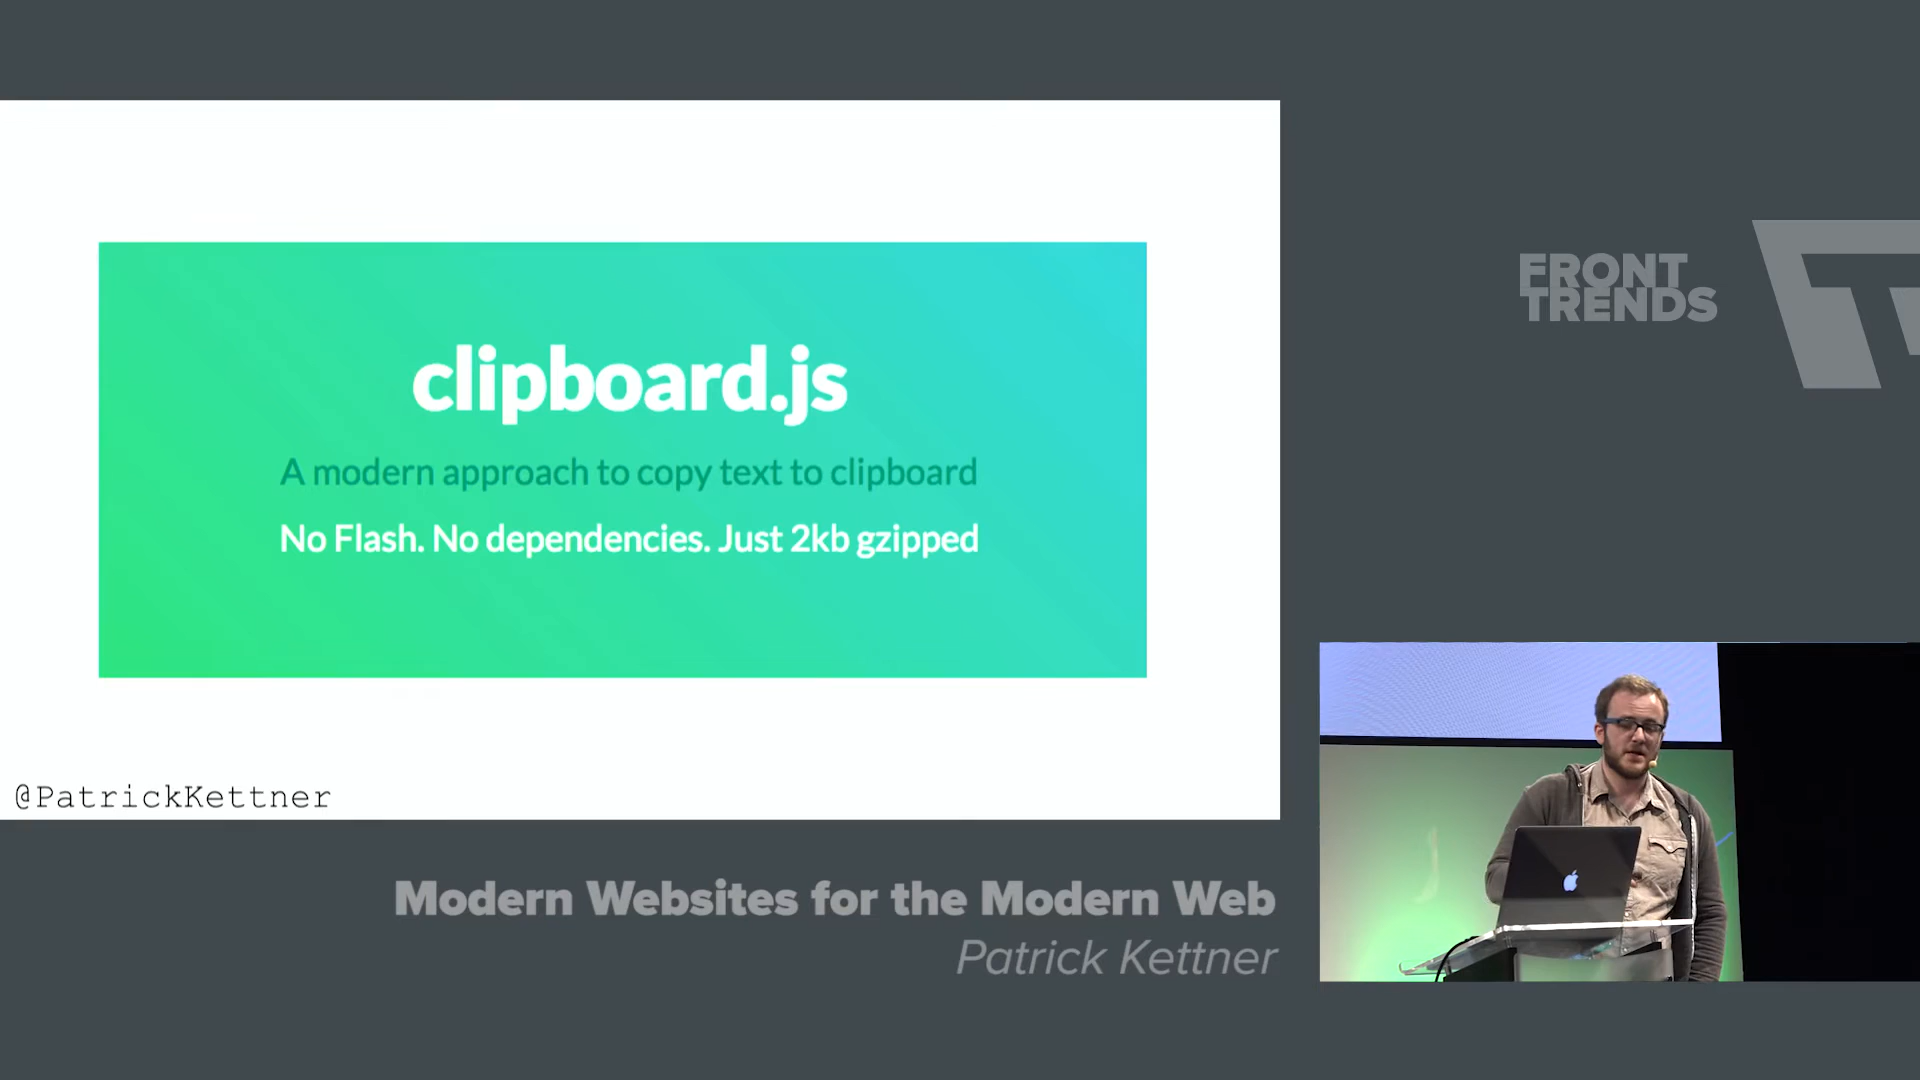 clipboard.js
A modern approach to copy text to clipboard
No Flash. No dependencies. Just 2kb gzipped
@PatrickKettner
FRONT
TRENDS
Modern Websites for the Modern Web
Patrick Kettner